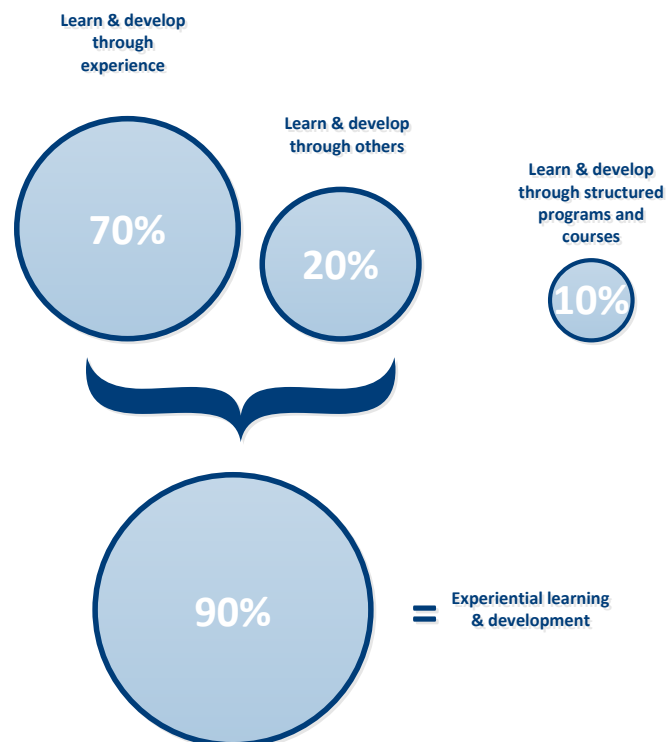 Learn & develop
through
experience
70%
Learn & develop
through others
20%
Learn & develop
through structured
programs and
courses
10%
90%
=
Experiential learning
& development